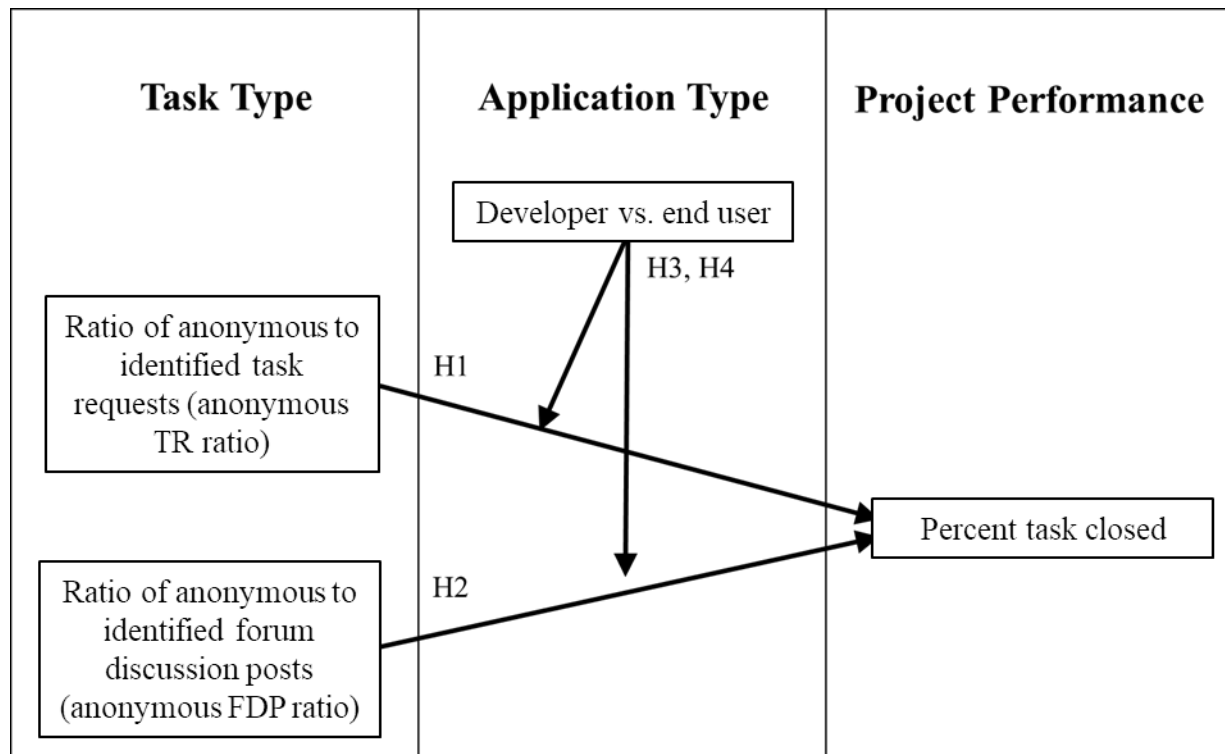 Task Type
Application Type
Project Performance
Developer vs. end user
H3, H4
Ratio of anonymous to
identified task
requests (anonymous
TR ratio)
H1
Percent task closed
Ratio of anonymous to
identified forum
discussion posts
(anonymous FDP ratio)
H2